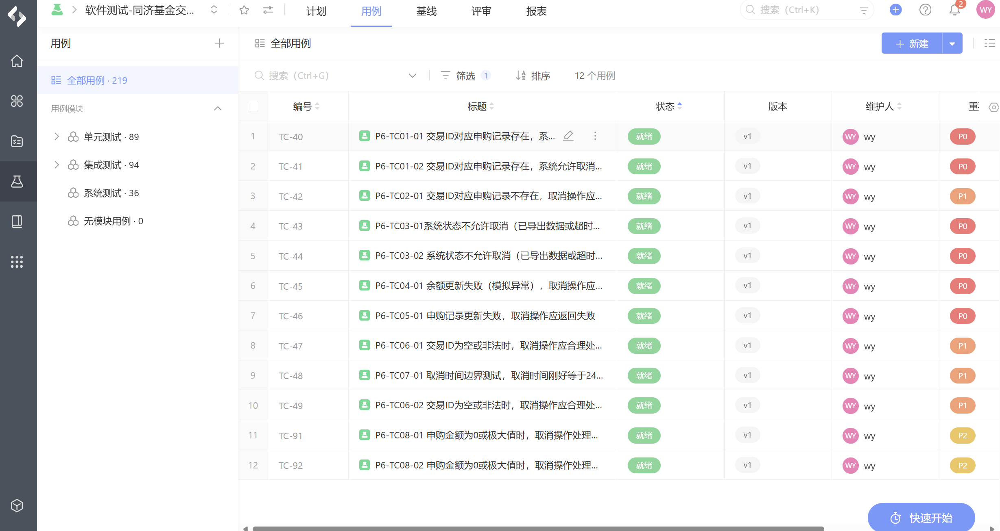 软件测试-同济基金交...
计划
用例
基线
评审
报表
搜索（Ctrl+K）
2
WY
用例
全部用例
新建
全部用例 · 219
搜索（Ctrl+G）
筛选 1
排序
12 个用例
用例模块
单元测试 · 89
集成测试 · 94
系统测试 · 36
无模块用例 · 0
编号 标题 状态 版本 维护人 重
1 TC-40 P6-TC01-01 交易ID对应申购记录存在，系... 就绪 v1 WY wy P0
2 TC-41 P6-TC01-02 交易ID对应申购记录存在，系统允许取消... 就绪 v1 WY wy P0
3 TC-42 P6-TC02-01 交易ID对应申购记录不存在，取消操作应... 就绪 v1 WY wy P1
4 TC-43 P6-TC03-01系统状态不允许取消（已导出数据或超时... 就绪 v1 WY wy P0
5 TC-44 P6-TC03-02 系统状态不允许取消（已导出数据或超时... 就绪 v1 WY wy P0
6 TC-45 P6-TC04-01 余额更新失败（模拟异常），取消操作应... 就绪 v1 WY wy P0
7 TC-46 P6-TC05-01 申购记录更新失败，取消操作应返回失败 就绪 v1 WY wy P0
8 TC-47 P6-TC06-01 交易ID为空或非法时，取消操作应合理处... 就绪 v1 WY wy P1
9 TC-48 P6-TC07-01 取消时间边界测试，取消时间刚好等于24... 就绪 v1 WY wy P1
10 TC-49 P6-TC06-02 交易ID为空或非法时，取消操作应合理处... 就绪 v1 WY wy P1
11 TC-91 P6-TC08-01 申购金额为0或极大值时，取消操作处理... 就绪 v1 WY wy P2
12 TC-92 P6-TC08-02 申购金额为0或极大值时，取消操作处理... 就绪 v1 WY wy P2
快速开始